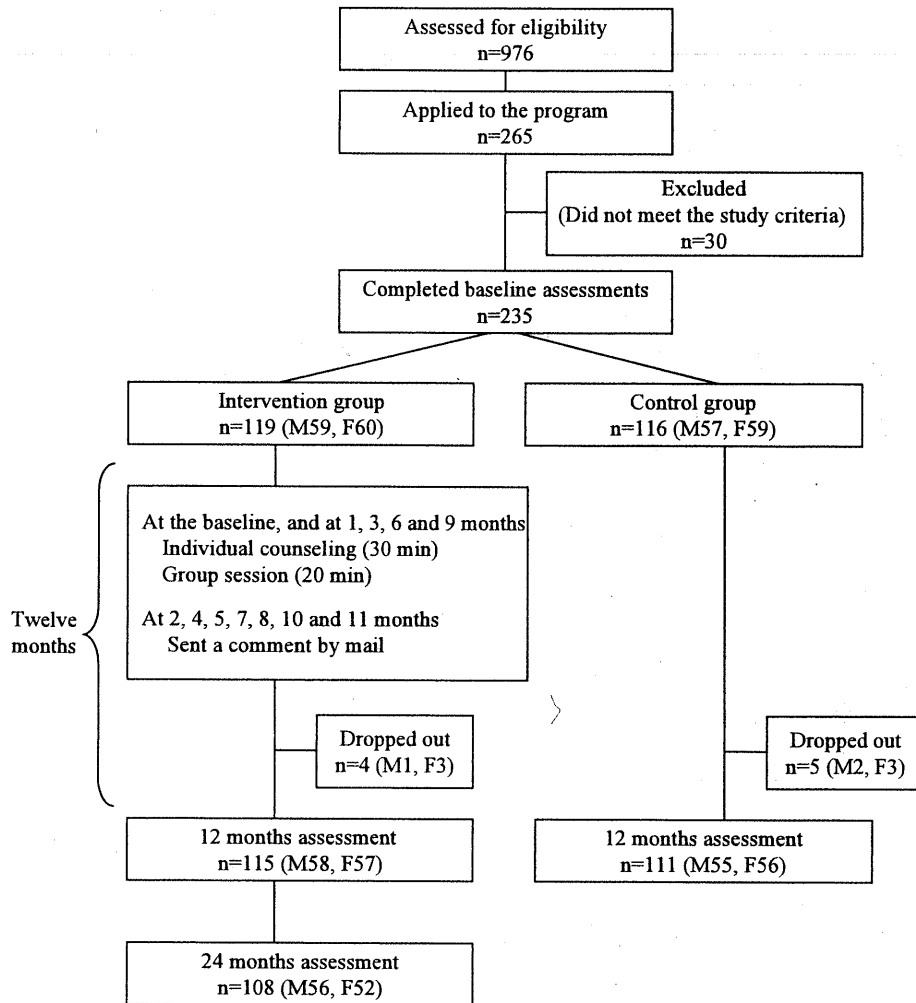 Assessed for eligibility
n=976
Applied to the program
n=265
Excluded
(Did not meet the study criteria)
n=30
Completed baseline assessments
n=235
Intervention group
n=119 (M59, F60)
Control group
n=116 (M57, F59)
Twelve
months
At the baseline, and at 1, 3, 6 and 9 months
Individual counseling (30 min)
Group session (20 min)
At 2, 4, 5, 7, 8, 10 and 11 months
Sent a comment by mail
Dropped out
n=4 (M1, F3)
Dropped out
n=5 (M2, F3)
12 months assessment
n=115 (M58, F57)
12 months assessment
n=111 (M55, F56)
24 months assessment
n=108 (M56, F52)